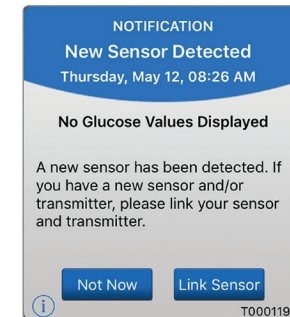 NOTIFICATION
New Sensor Detected
Thursday, May 12, 08:26 AM
No Glucose Values Displayed
A new sensor has been detected. If
you have a new sensor and/or
transmitter, please link your sensor
and transmitter.
Not Now Link Sensor
i T000119